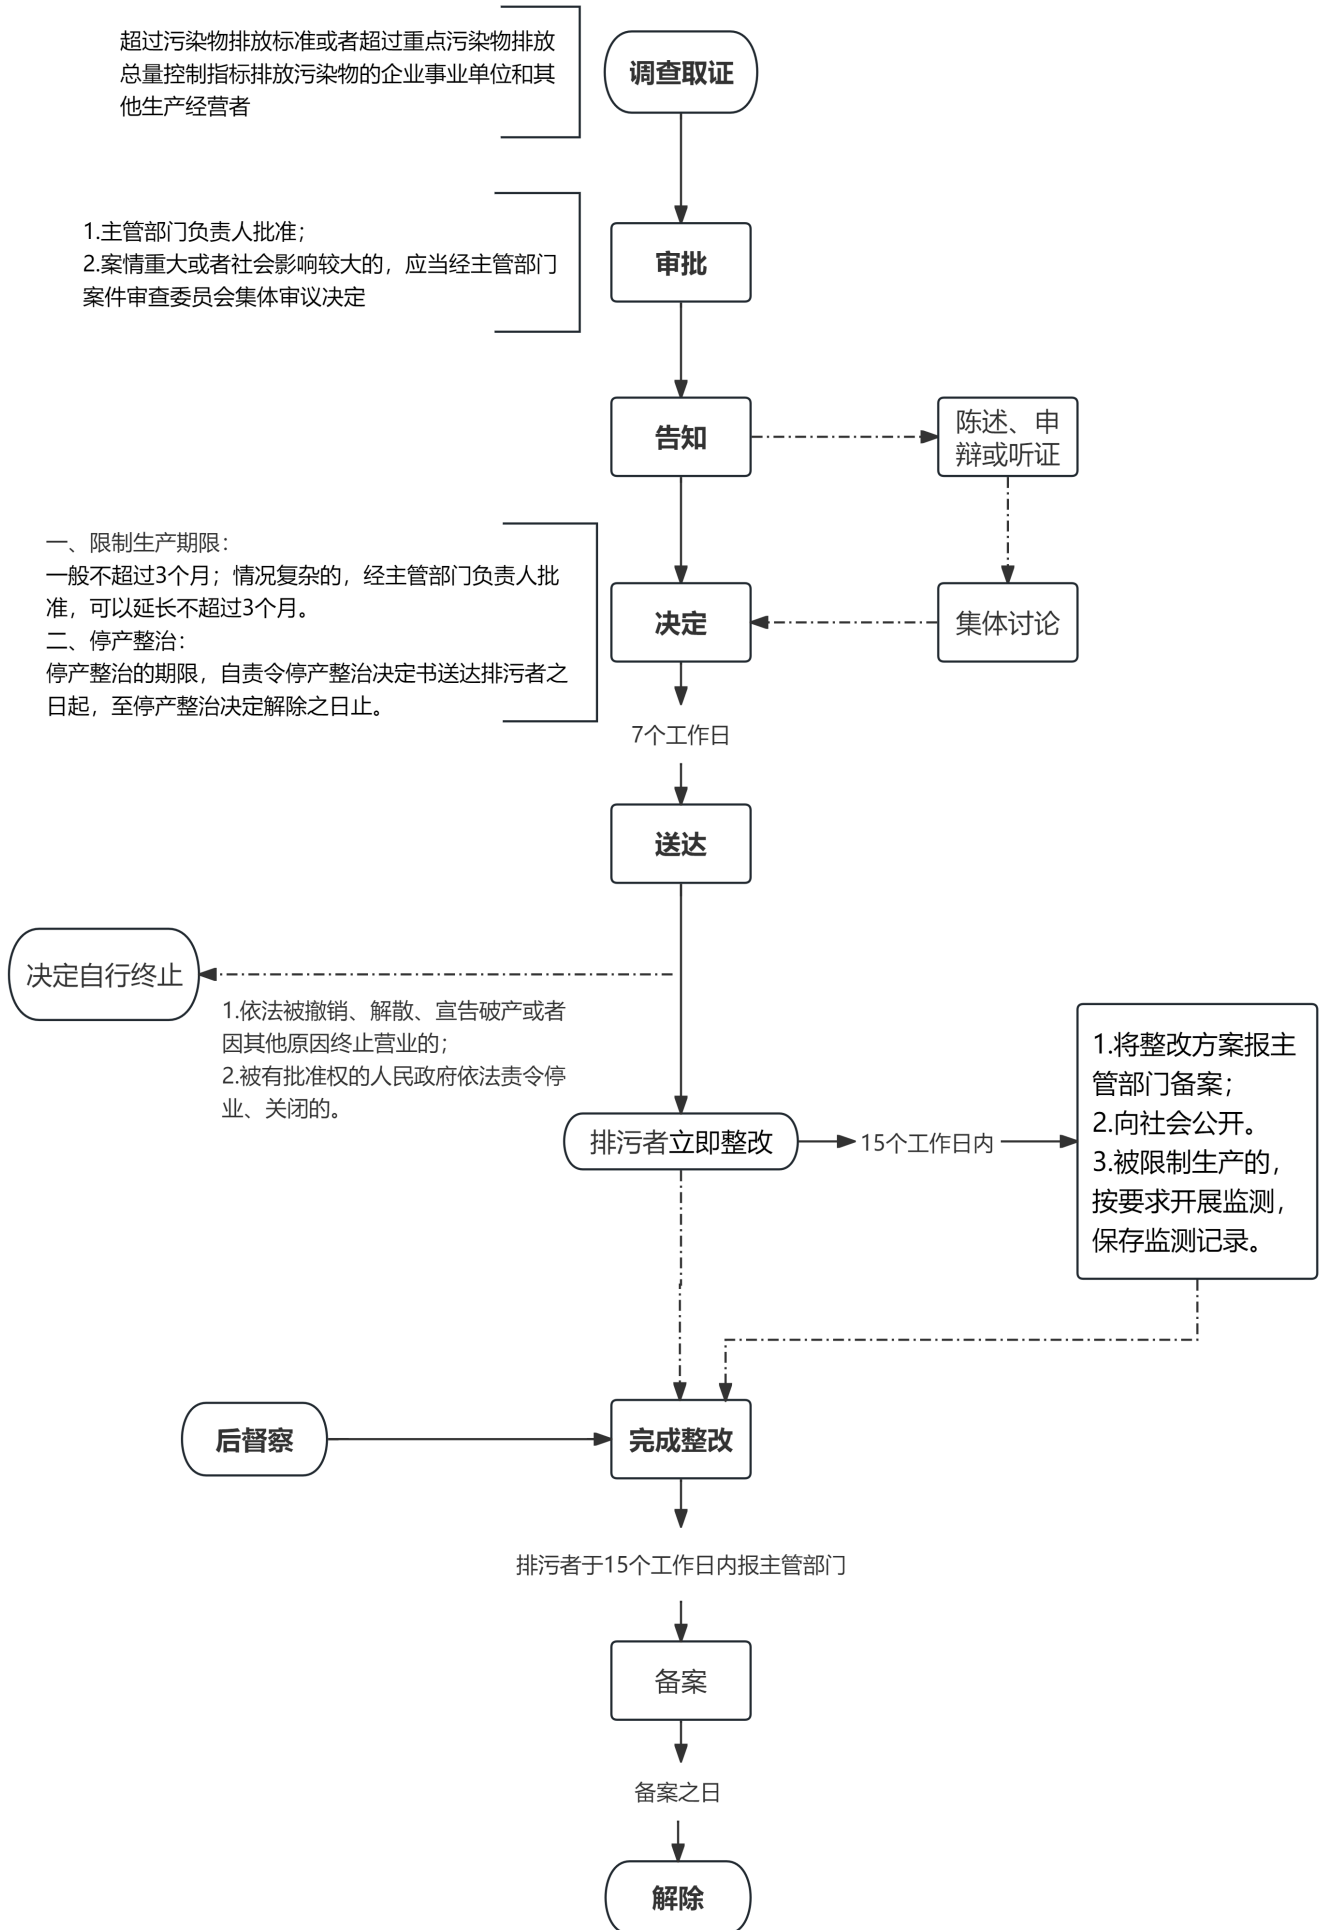 超过污染物排放标准或者超过重点污染物排放
总量控制指标排放污染物的企业事业单位和其
他生产经营者
调查取证
1.主管部门负责人批准；
2.案情重大或者社会影响较大的，应当经主管部门
案件审查委员会集体审议决定
审批
告知
陈述、申
辩或听证
一、限制生产期限：
一般不超过3个月；情况复杂的，经主管部门负责人批
准，可以延长不超过3个月。
二、停产整治：
停产整治的期限，自责令停产整治决定书送达排污者之
日起，至停产整治决定解除之日止。
决定
集体讨论
7个工作日
送达
决定自行终止
1.依法被撤销、解散、宣告破产或者
因其他原因终止营业的；
2.被有批准权的人民政府依法责令停
业、关闭的。
排污者立即整改
15个工作日内
1.将整改方案报主
管部门备案；
2.向社会公开。
3.被限制生产的，
按要求开展监测，
保存监测记录。
后督察
完成整改
排污者于15个工作日内报主管部门
备案
备案之日
解除